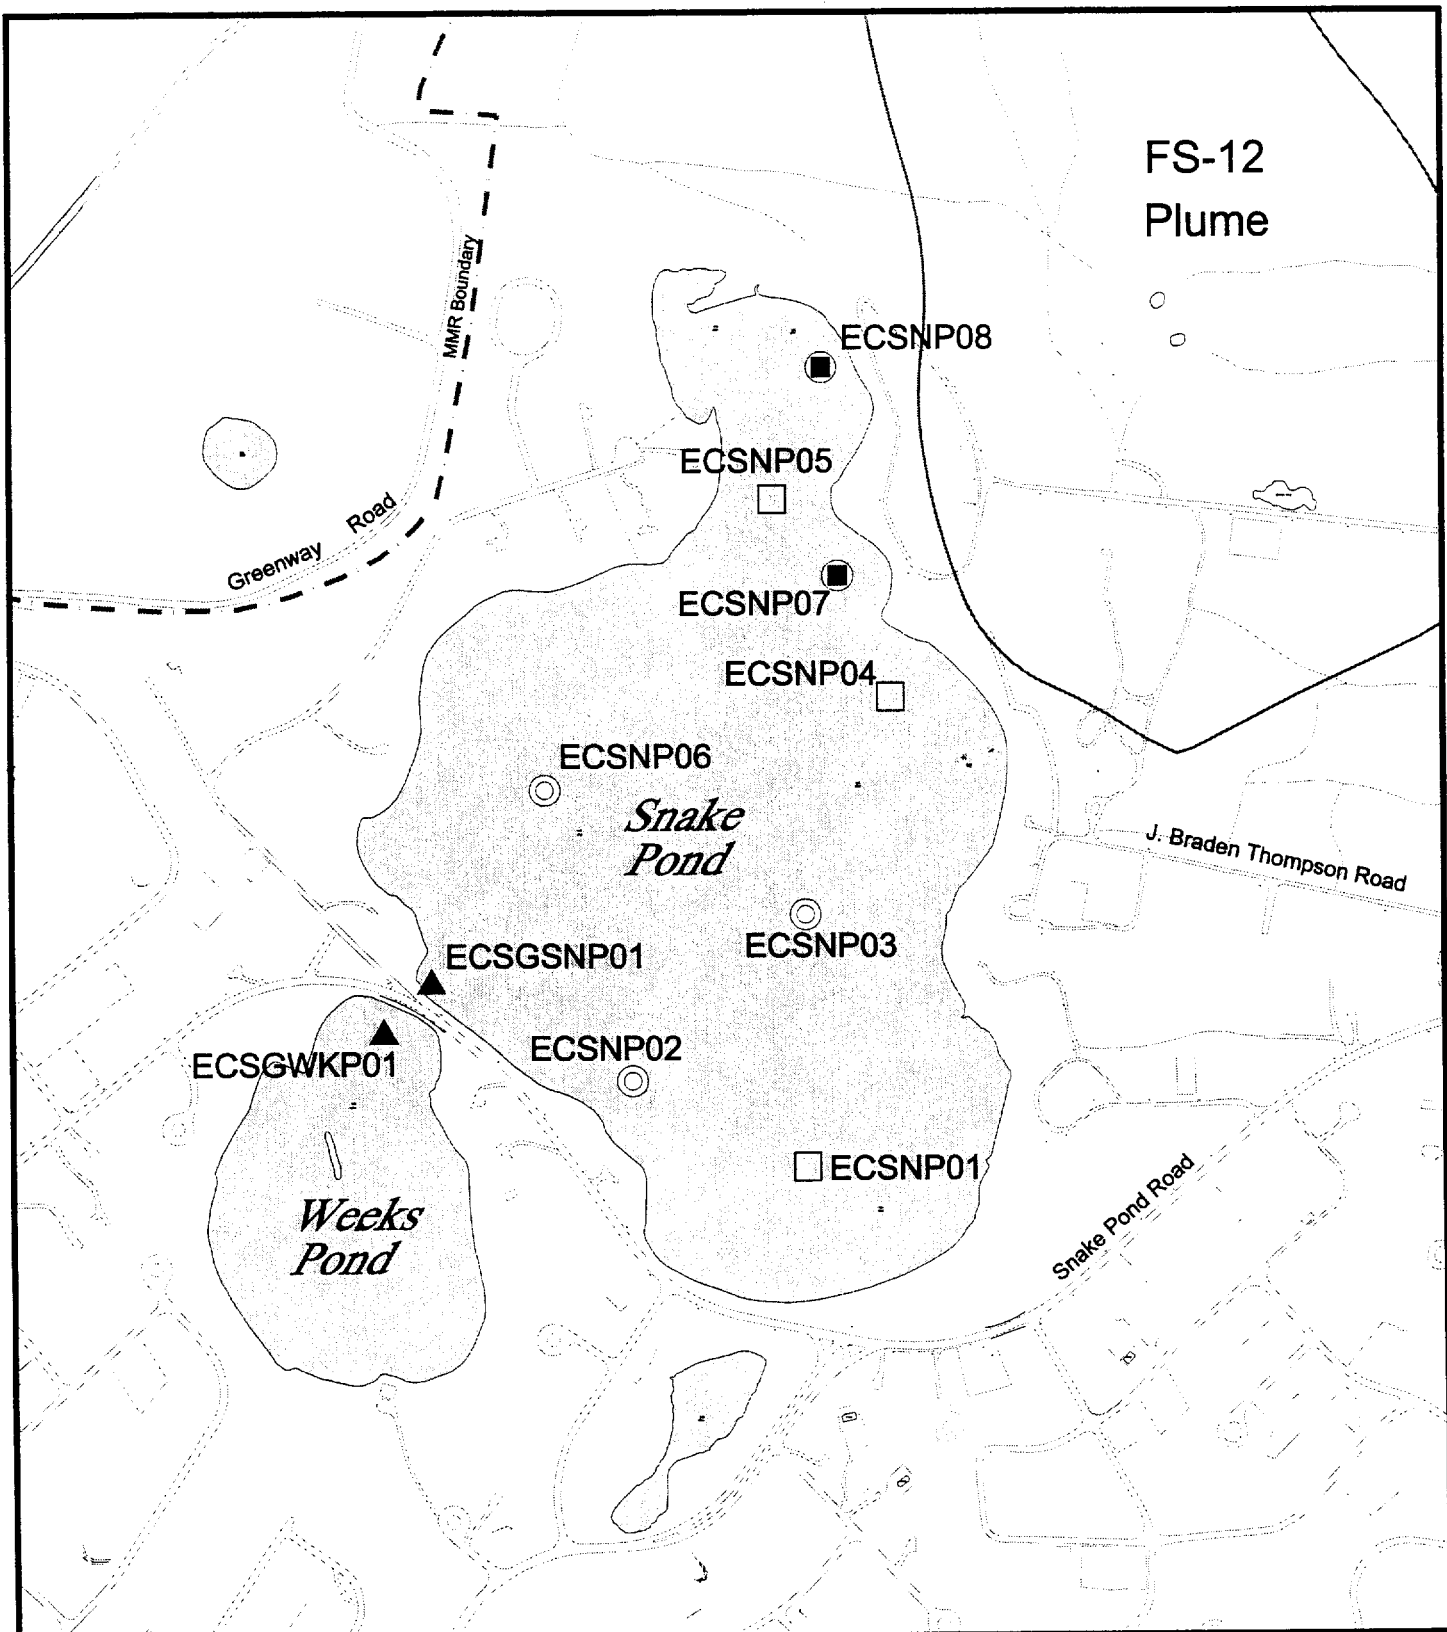 FS-12
Plume
MMR Boundary
ECSNP08
ECSNP05
Greenway Road
ECSNP07
ECSNP04
ECSNP06
Snake
Pond
J. Braden Thompson Road
ECSNP03
ECSGSNP01
ECSNP02
ECSGWKP01
ECSNP01
Snake Pond Road
Weeks
Pond